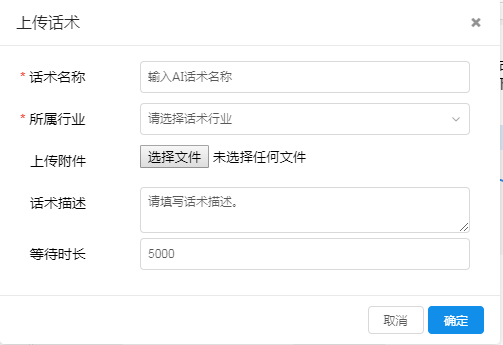 上传话术
* 话术名称 输入AI话术名称
* 所属行业 请选择话术行业
上传附件 选择文件 未选择任何文件
话术描述 请填写话术描述。
等待时长 5000
取消 确定